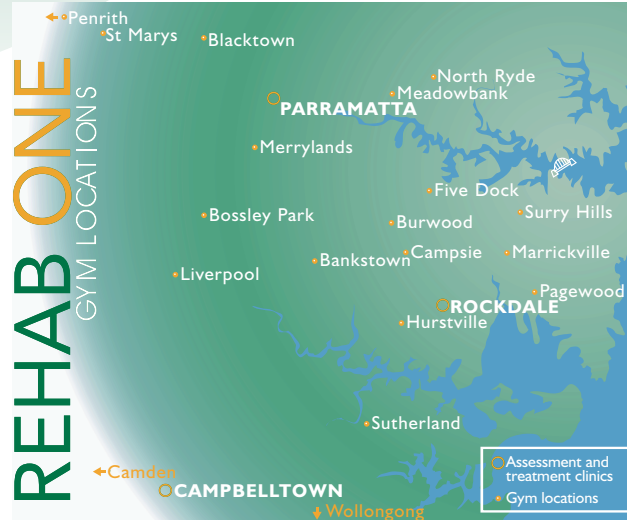 REHAB ONE
GYM LOCATIONS
Penrith
St Marys
Blacktown
North Ryde
Meadowbank
PARRAMATTA
Merrylands
Five Dock
Surry Hills
Bossley Park
Burwood
Campsie
Marrickville
Bankstown
Liverpool
Pagewood
ROCKDALE
Hurstville
Sutherland
Camden
CAMPBELLTOWN
Wollongong
Assessment and
treatment clinics
Gym locations